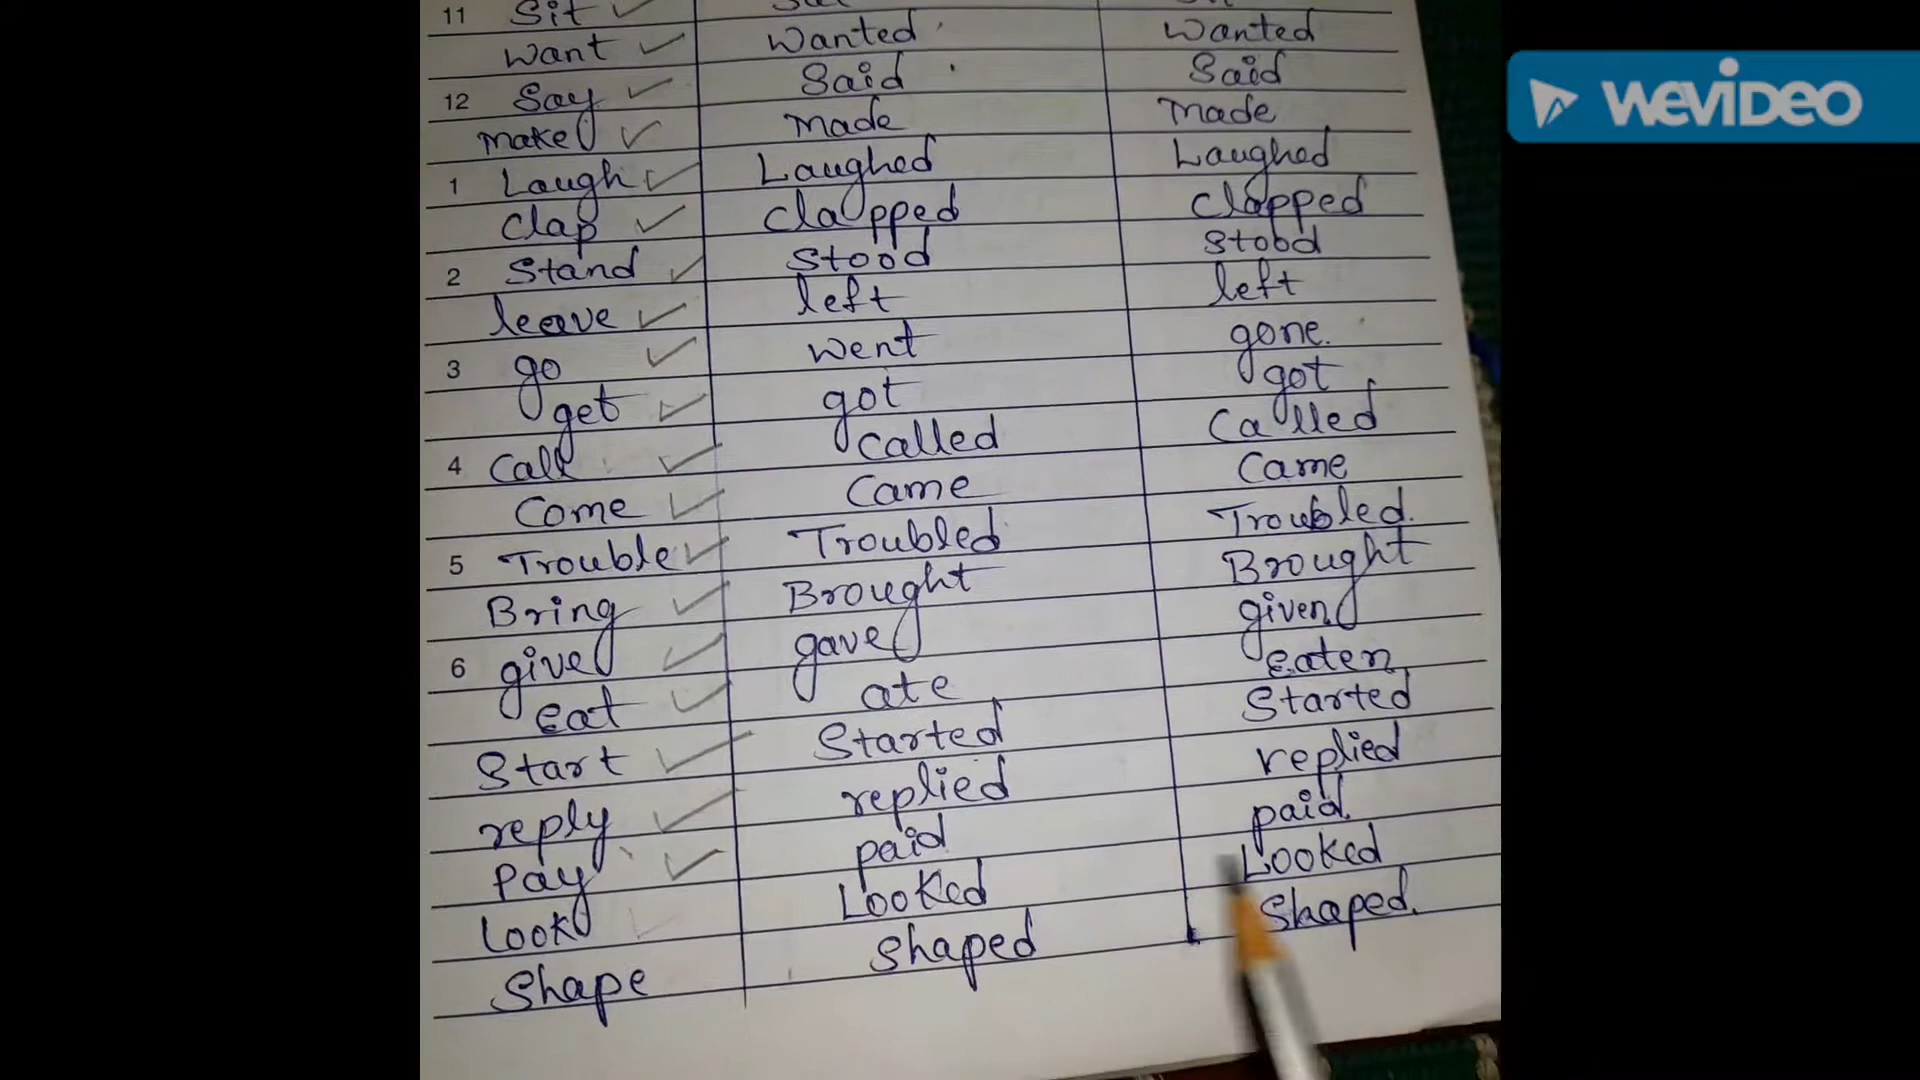 11 Sit
Want Wanted Wanted
12 Say Said Said
Make Made Made
1 Laugh Laughed Laughed
Clap Clapped Clapped
2 Stand Stood Stood
leave left left
3 go went gone.
get got got
4 Call Called Called
Come Came Came
5 Trouble Troubled Troubled.
Bring Brought Brought
6 give gave given
Eat ate Eaten
Start Started Started
reply replied replied
Pay paid paid.
Look Looked Looked
Shape Shaped Shaped.
WEVIDEO